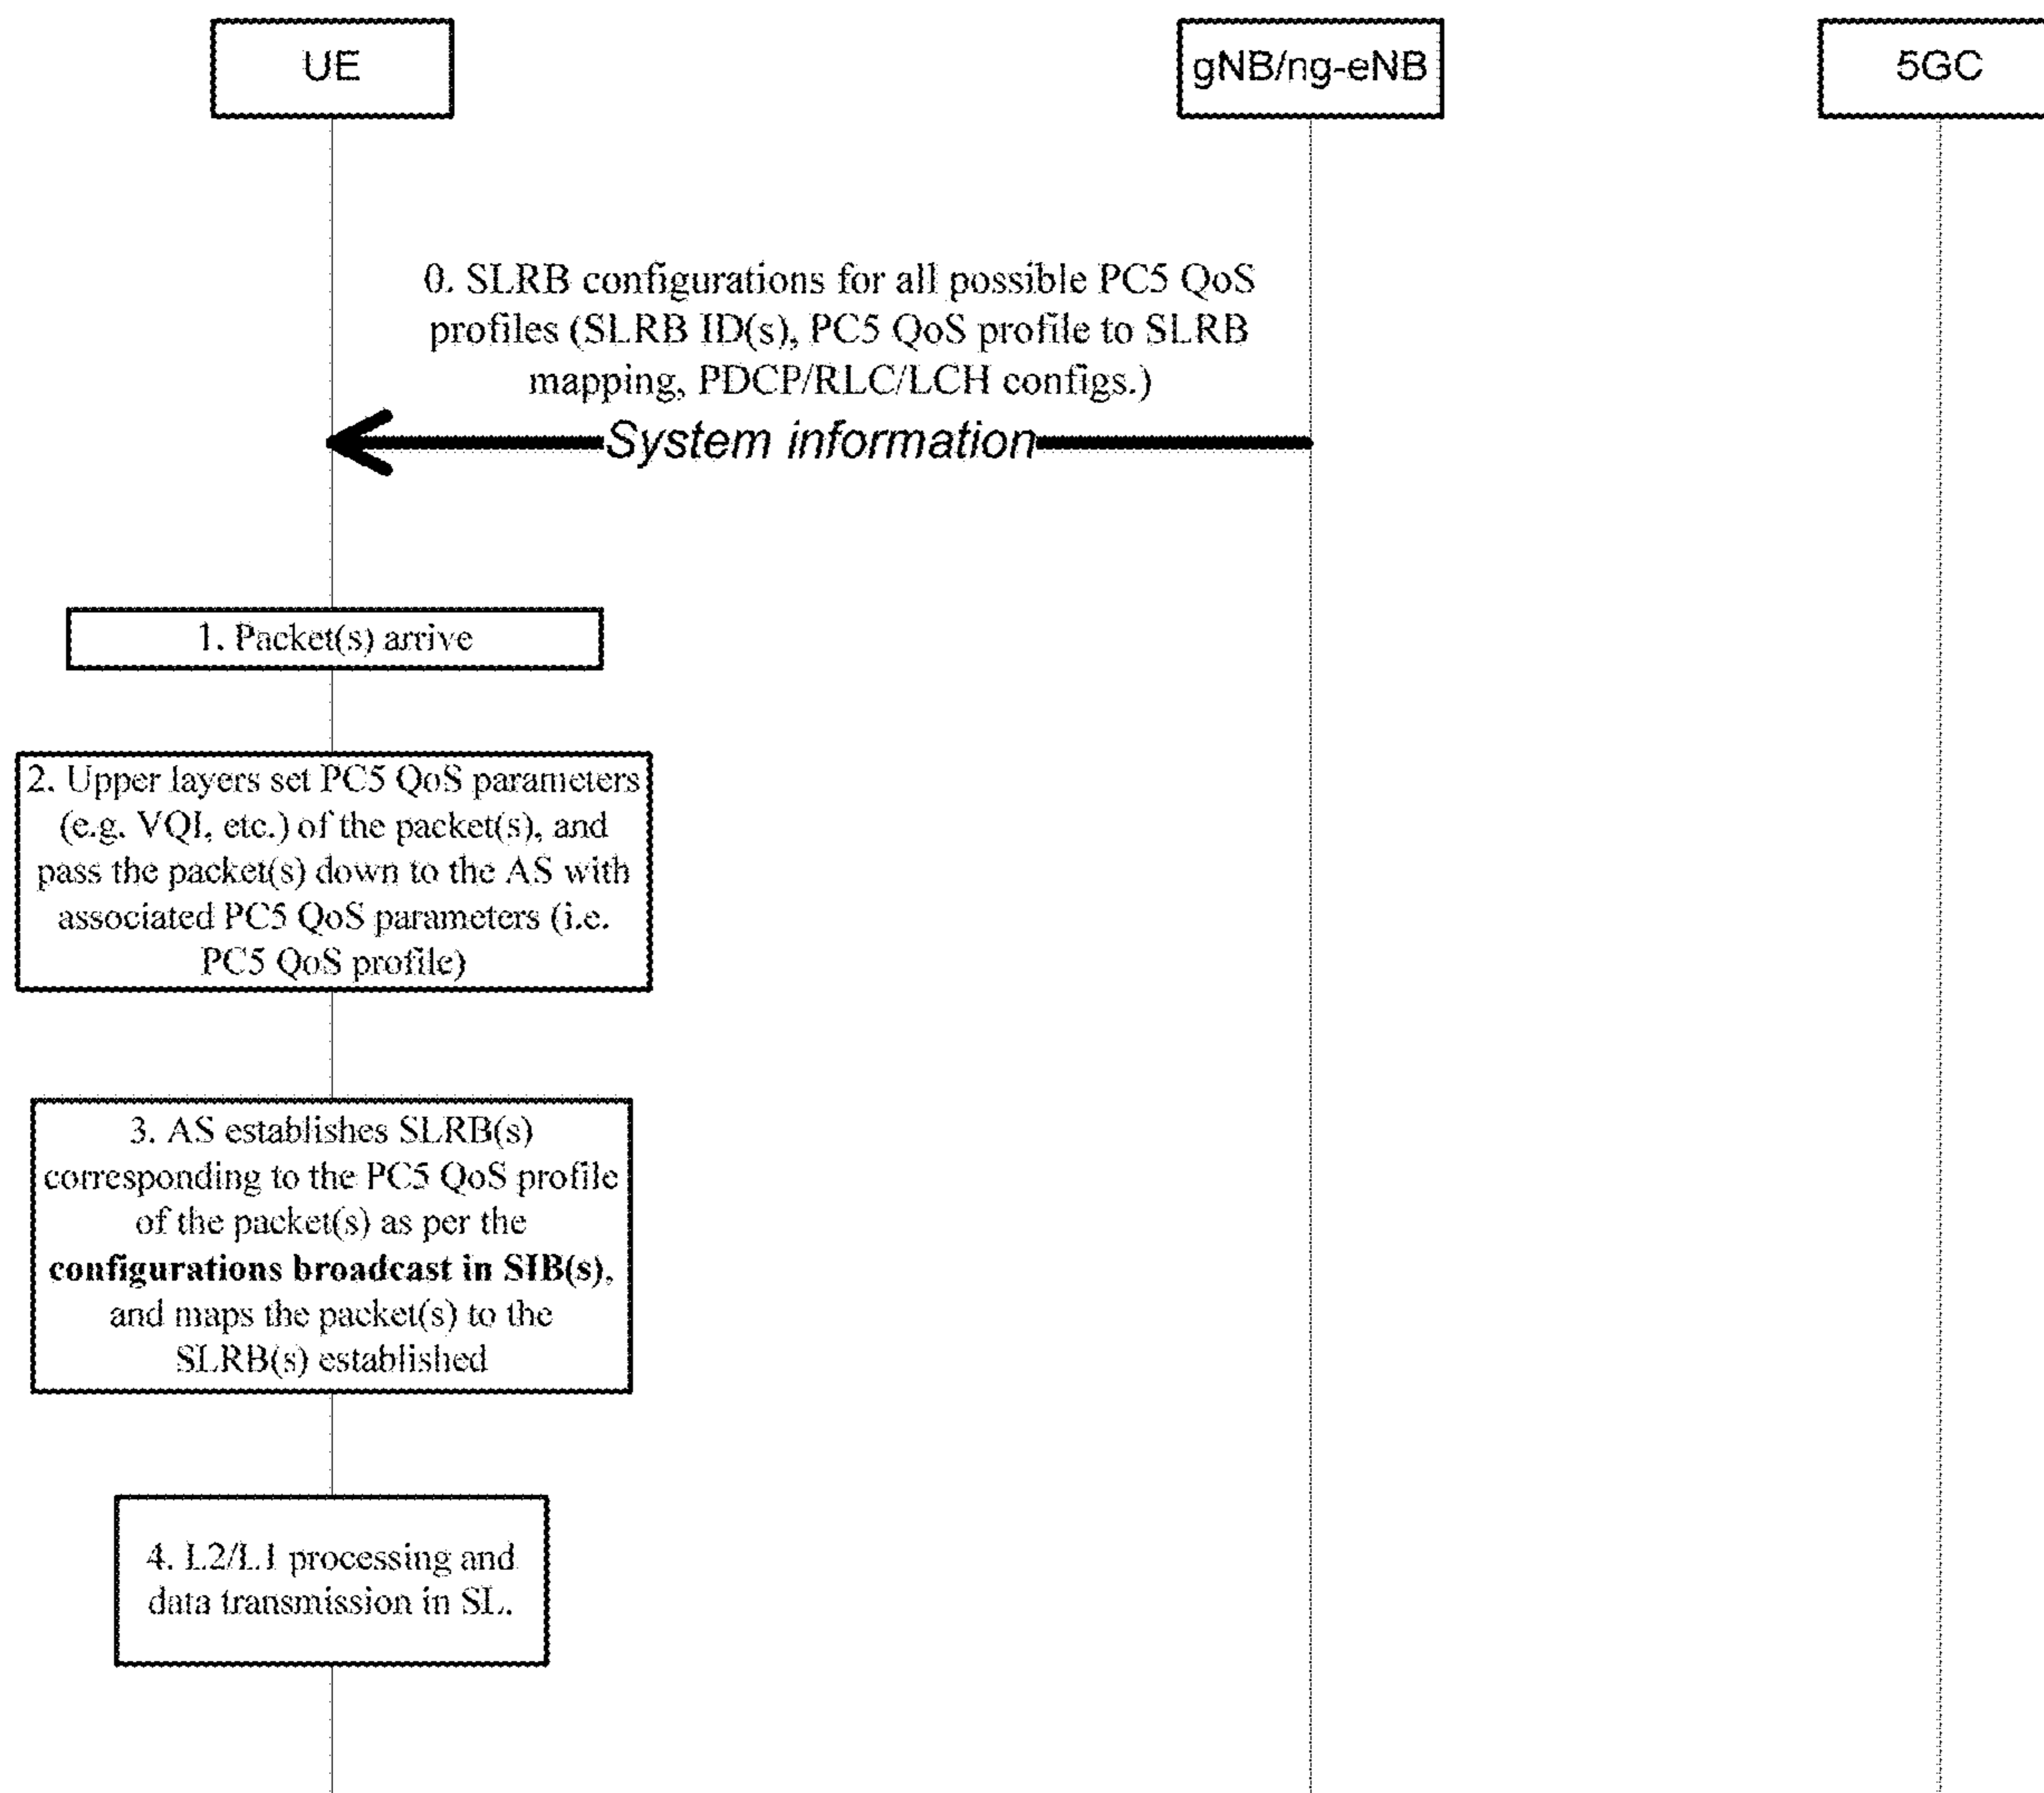 UE
gNB/ng-eNB
5GC
0. SLRB configurations for all possible PC5 QoS
profiles (SLRB ID(s), PC5 QoS profile to SLRB
mapping, PDCP/RLC/LCH configs.)
System information
1. Packet(s) arrive
2. Upper layers set PC5 QoS parameters
(e.g. VQI, etc.) of the packet(s), and
pass the packet(s) down to the AS with
associated PC5 QoS parameters (i.e.
PC5 QoS profile)
3. AS establishes SLRB(s)
corresponding to the PC5 QoS profile
of the packet(s) as per the
configurations broadcast in SIB(s),
and maps the packet(s) to the
SLRB(s) established
4. L2/L1 processing and
data transmission in SL.